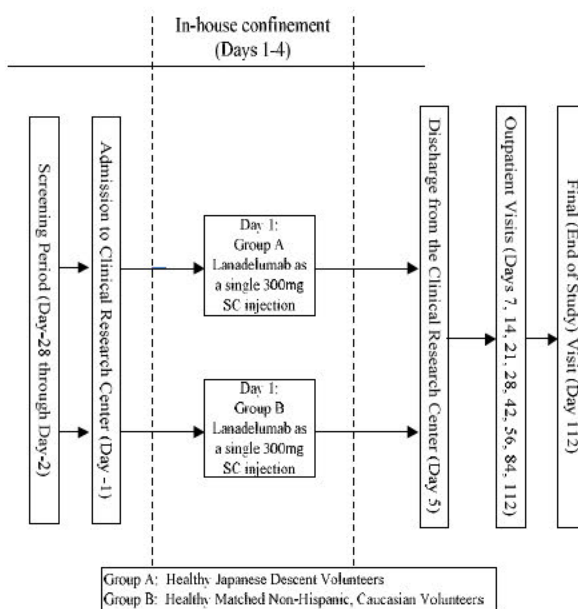 In-house confinement
(Days 1-4)
Screening Period (Day-28 through Day-2)
Admission to Clinical Research Center (Day -1)
Day 1:
Group A
Lanadelumab as
a single 300mg
SC injection
Day 1:
Group B
Lanadelumab as
a single 300mg
SC injection
Discharge from the Clinical Research Center (Day 5)
Outpatient Visits (Days 7, 14, 21, 28, 42, 56, 84, 112)
Final (End of Study) Visit (Day 112)
Group A: Healthy Japanese Descent Volunteers
Group B: Healthy Matched Non-Hispanic, Caucasian Volunteers